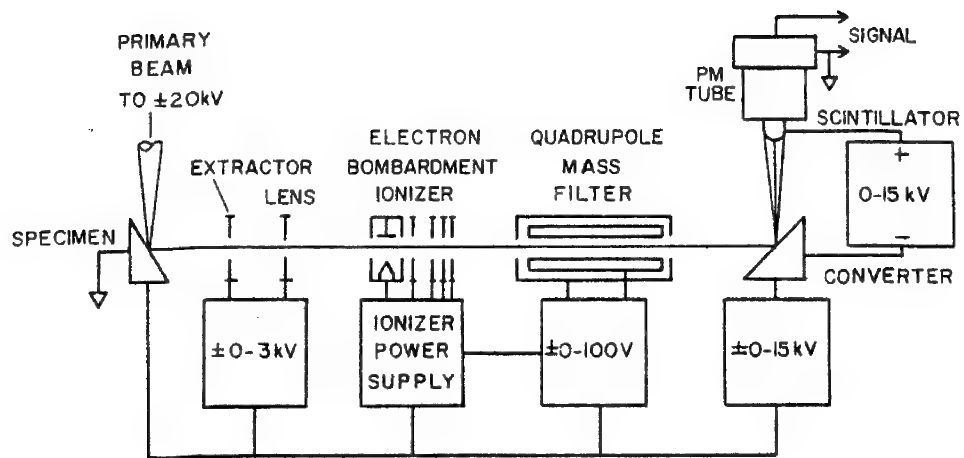 PRIMARY
BEAM
TO ±20kV
SIGNAL
PM
TUBE
SCINTILLATOR
ELECTRON
BOMBARDMENT
IONIZER
QUADRUPOLE
MASS
FILTER
EXTRACTOR
LENS
+
0-15 kV
−
SPECIMEN
CONVERTER
±0-3kV
IONIZER
POWER
SUPPLY
±0-100V
±0-15kV